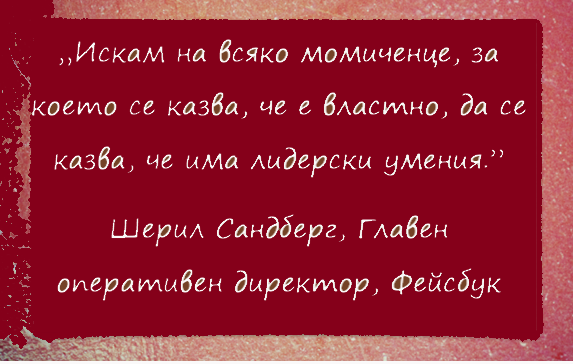 „Искам на всяко момиченце, за
което се казва, че е властно, да се
казва, че има лидерски умения.”
Шерил Сандберг, Главен
оперативен директор, Фейсбук